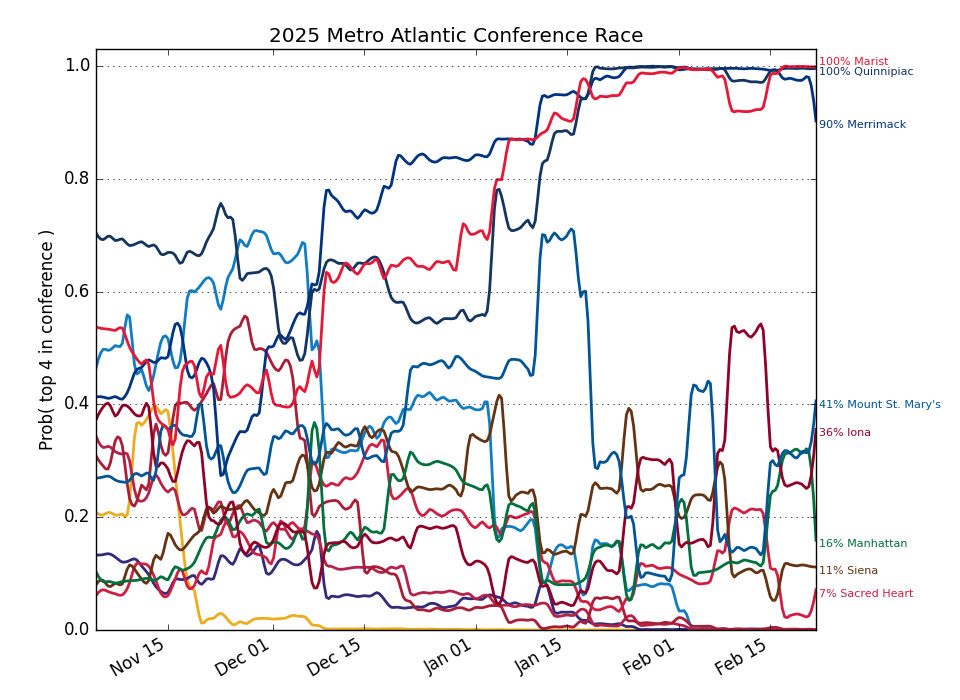 2025 Metro Atlantic Conference Race
Prob( top 4 in conference )
1.0
0.8
0.6
0.4
0.2
0.0
Nov 15
Dec 01
Dec 15
Jan 01
Jan 15
Feb 01
Feb 15
100% Marist
100% Quinnipiac
90% Merrimack
41% Mount St. Mary's
36% Iona
16% Manhattan
11% Siena
7% Sacred Heart